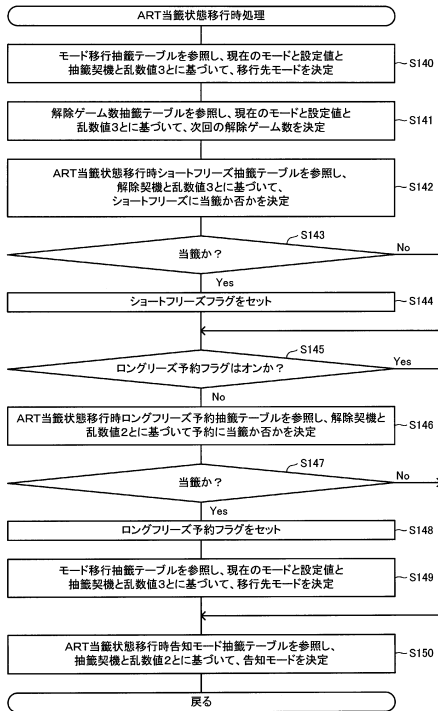 ART当籤状態移行時処理
モード移行抽籤テーブルを参照し、現在のモードと設定値と
抽籤契機と乱数値3とに基づいて、移行先モードを決定
S140
解除ゲーム数抽籤テーブルを参照し、現在のモードと設定値と
乱数値3とに基づいて、次回の解除ゲーム数を決定
S141
ART当籤状態移行時ショートフリーズ抽籤テーブルを参照し、
解除契機と乱数値3とに基づいて、
ショートフリーズに当籤か否かを決定
S142
S143
当籤か?
No
Yes
ショートフリーズフラグをセット
S144
S145
ロングリーズ予約フラグはオンか?
Yes
No
ART当籤状態移行時ロングフリーズ予約抽籤テーブルを参照し、解除契機と
乱数値2とに基づいて予約に当籤か否かを決定
S146
S147
当籤か?
No
Yes
ロングフリーズ予約フラグをセット
S148
モード移行抽籤テーブルを参照し、現在のモードと設定値と
抽籤契機と乱数値3とに基づいて、移行先モードを決定
S149
ART当籤状態移行時告知モード抽籤テーブルを参照し、
抽籤契機と乱数値2とに基づいて、告知モードを決定
S150
戻る